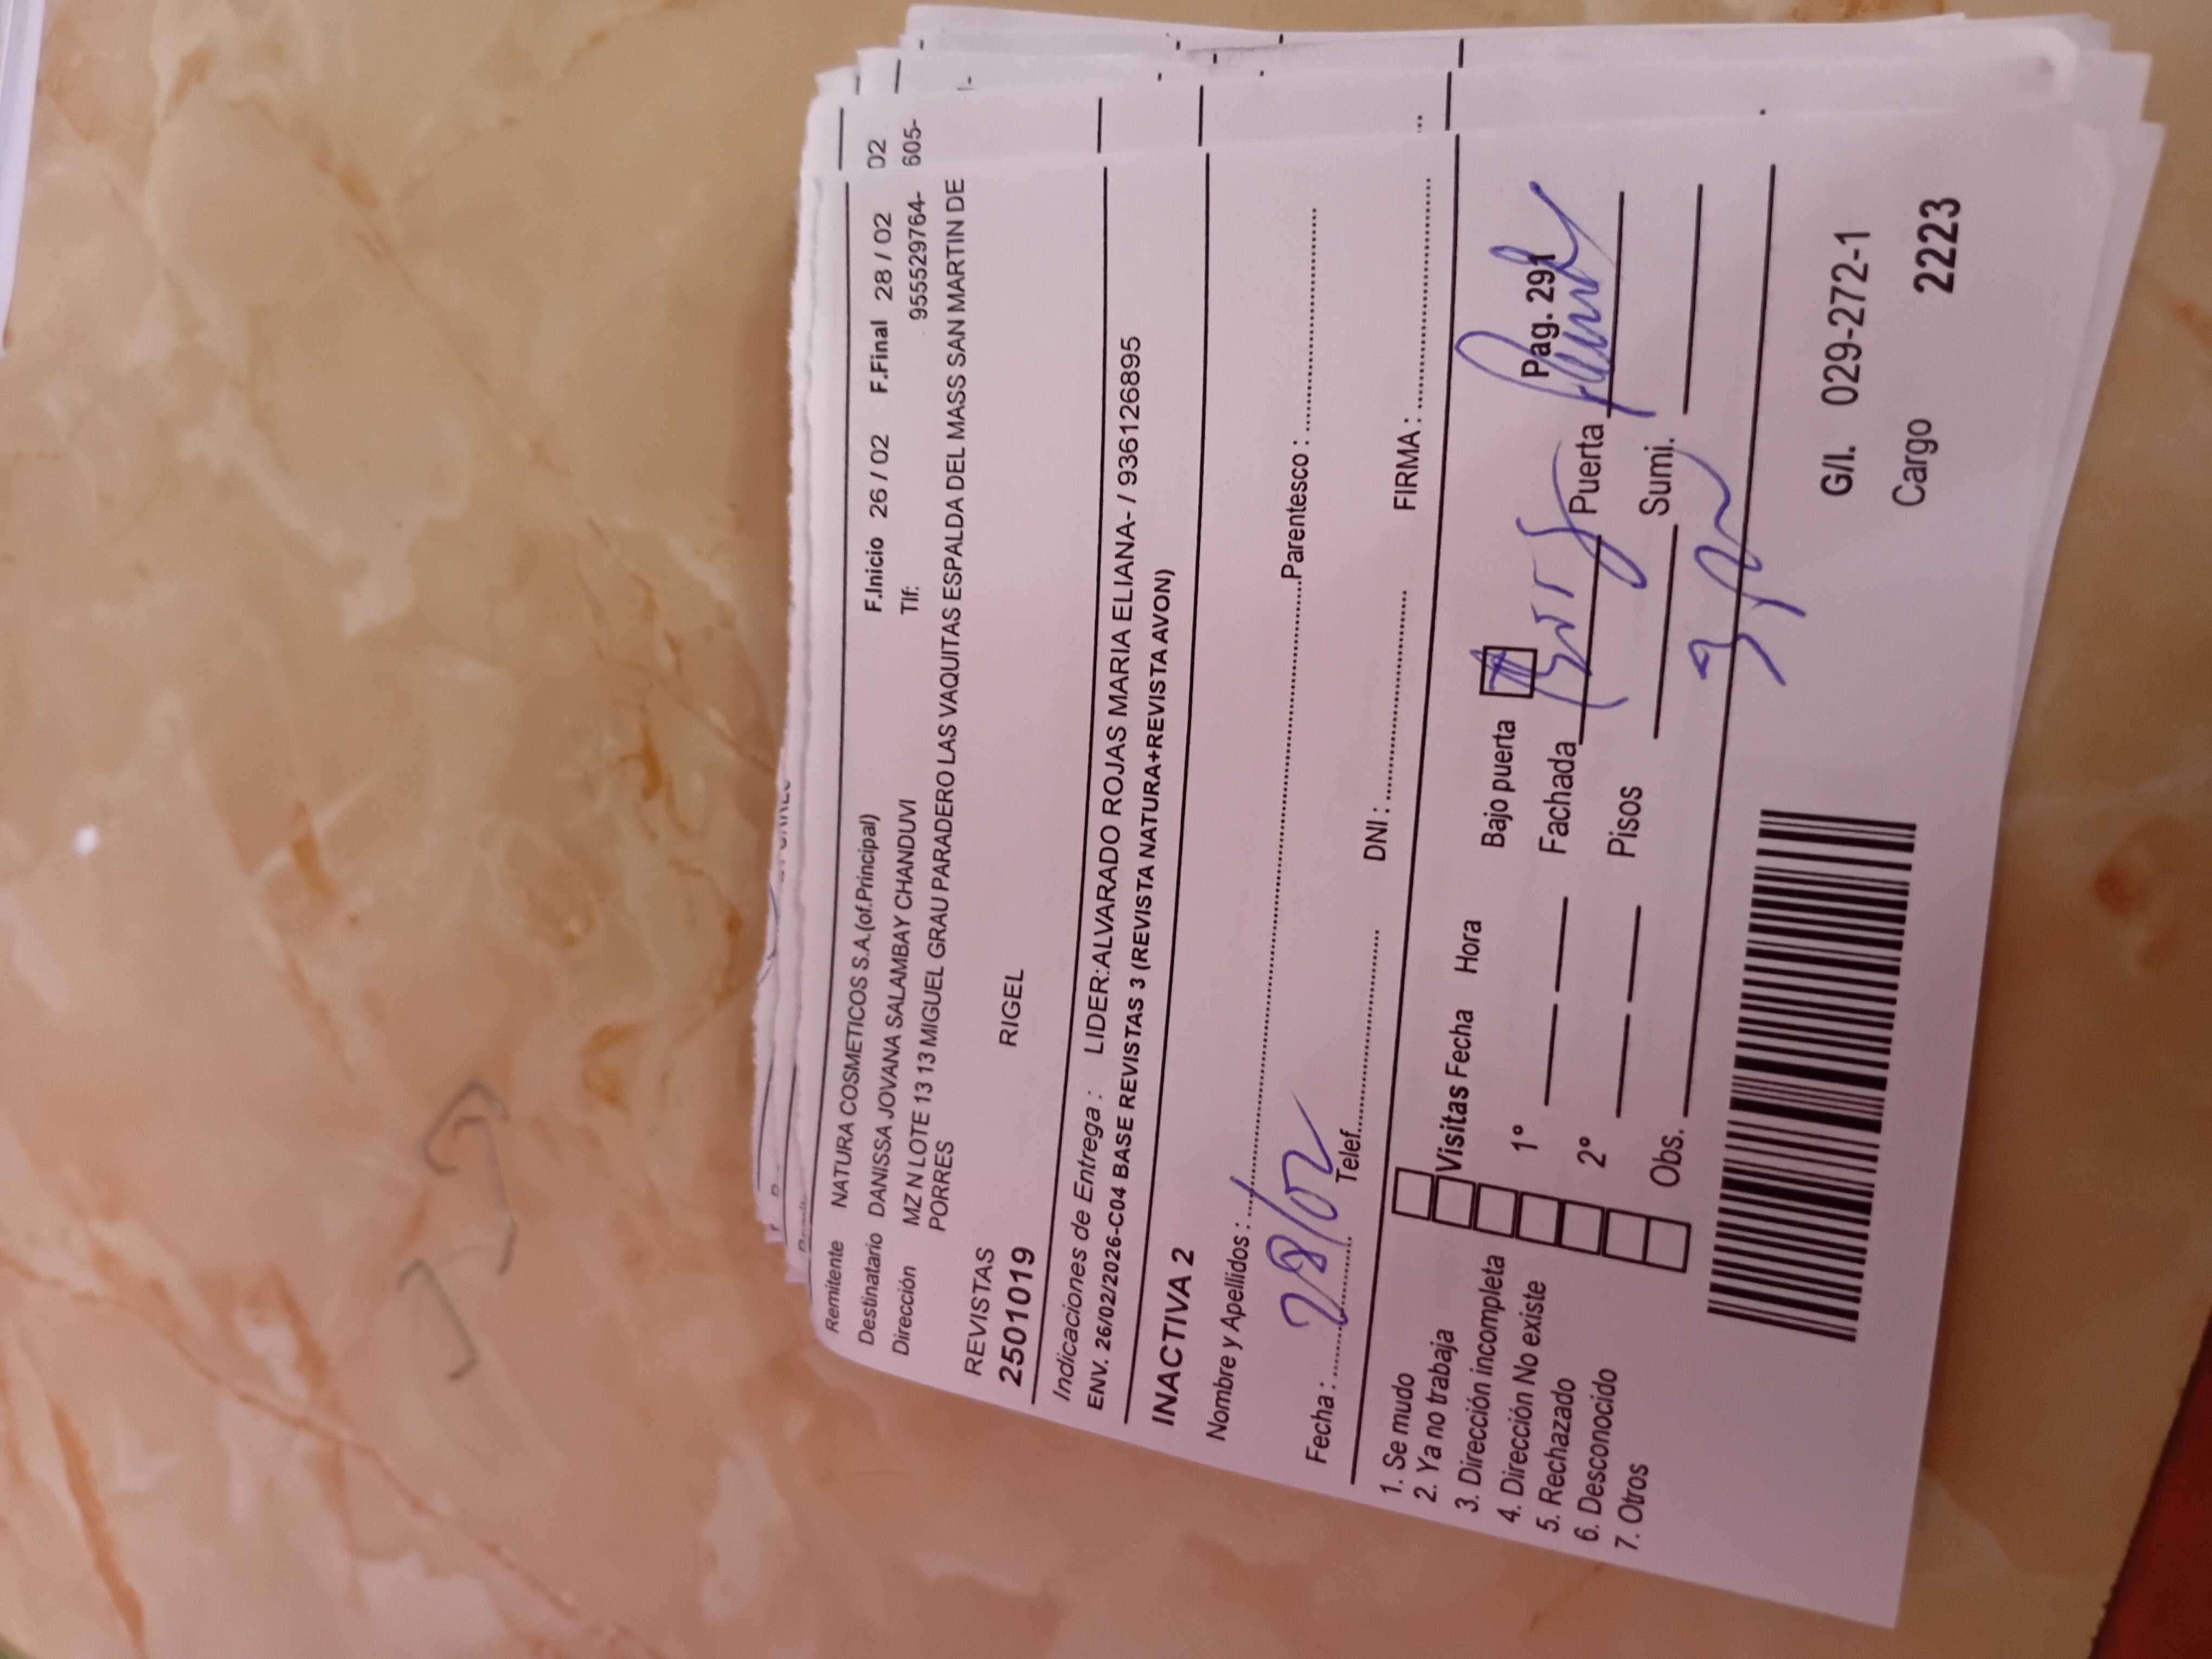 Remitente NATURA COSMETICOS S.A.(of.Principal)
Destinatario DANISSA JOVANA SALAMBAY CHANDUVI F.Inicio 26 / 02 F.Final 28 / 02
Dirección MZ N LOTE 13 13 MIGUEL GRAU PARADERO LAS VAQUITAS ESPALDA DEL MASS SAN MARTIN DE PORRES Tlf: 955529764-
02
605-
REVISTAS
2501019 RIGEL
Indicaciones de Entrega : LIDER:ALVARADO ROJAS MARIA ELIANA- / 936126895
ENV. 26/02/2026-C04 BASE REVISTAS 3 (REVISTA NATURA+REVISTA AVON)
INACTIVA 2
Nombre y Apellidos : Parentesco :
Fecha : 28/02 Telef. DNI : FIRMA :
1. Se mudo
2. Ya no trabaja
3. Dirección incompleta
4. Dirección No existe
5. Rechazado
6. Desconocido
7. Otros
Visitas Fecha Hora
1°
2°
Obs.
Bajo puerta Pag. 291
Fachada Puerta
Pisos Sumi.
G/I. 029-272-1
Cargo 2223